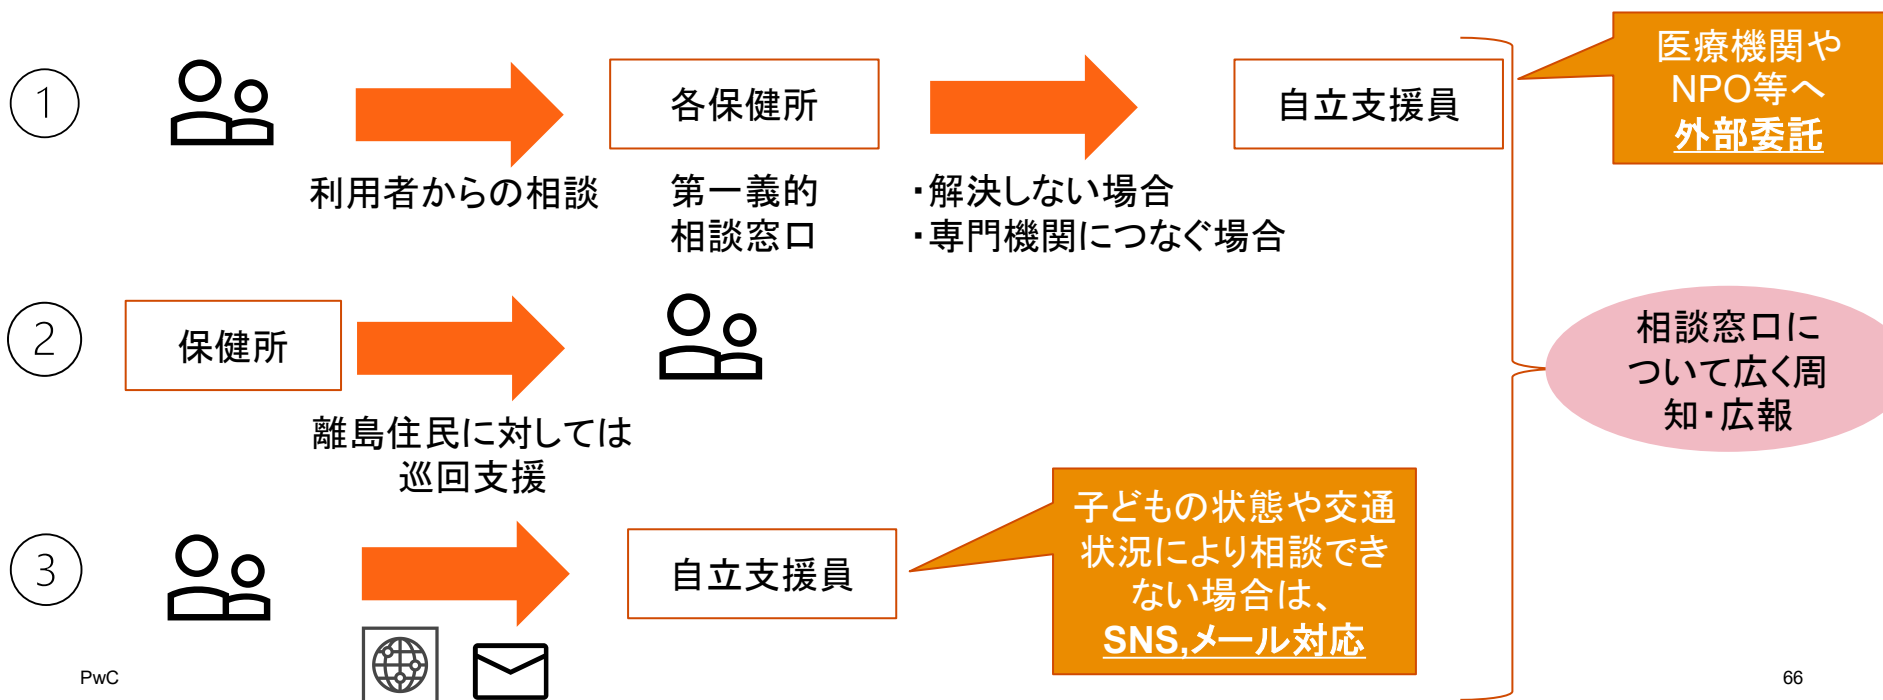 1
各保健所
自立支援員
医療機関や
NPO等へ
外部委託
利用者からの相談
第一義的
相談窓口
・解決しない場合
・専門機関につなぐ場合
2
保健所
離島住民に対しては
巡回支援
相談窓口に
ついて広く周
知・広報
3
自立支援員
子どもの状態や交通
状況により相談でき
ない場合は、
SNS,メール対応
PwC
66